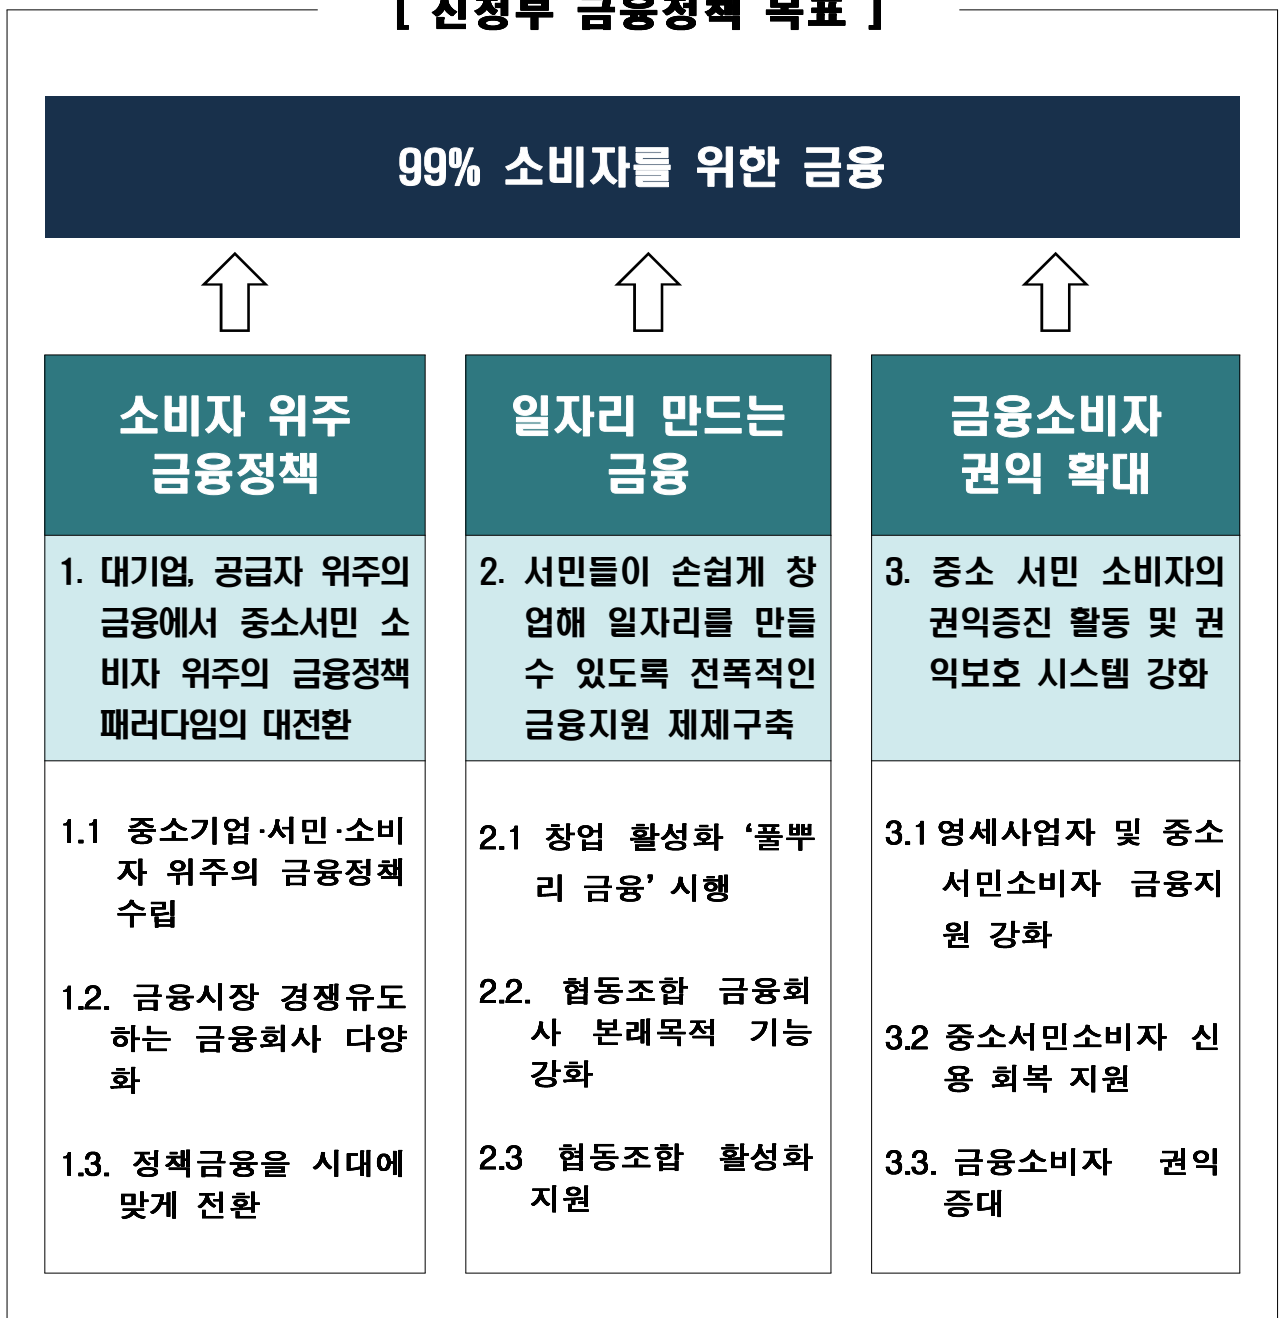 [ 신정부 금융정책 목표 ]
99% 소비자를 위한 금융
소비자 위주
금융정책
1. 대기업, 공급자 위주의
금융에서 중소서민 소
비자 위주의 금융정책
패러다임의 대전환
1.1 중소기업·서민·소비
자 위주의 금융정책
수립
1.2. 금융시장 경쟁유도
하는 금융회사 다양
화
1.3. 정책금융을 시대에
맞게 전환
일자리 만드는
금융
2. 서민들이 손쉽게 창
업해 일자리를 만들
수 있도록 전폭적인
금융지원 제제구축
2.1 창업 활성화 ‘풀뿌
리 금융’ 시행
2.2. 협동조합 금융회
사 본래목적 기능
강화
2.3 협동조합 활성화
지원
금융소비자
권익 확대
3. 중소 서민 소비자의
권익증진 활동 및 권
익보호 시스템 강화
3.1 영세사업자 및 중소
서민소비자 금융지
원 강화
3.2 중소서민소비자 신
용 회복 지원
3.3. 금융소비자 권익
증대